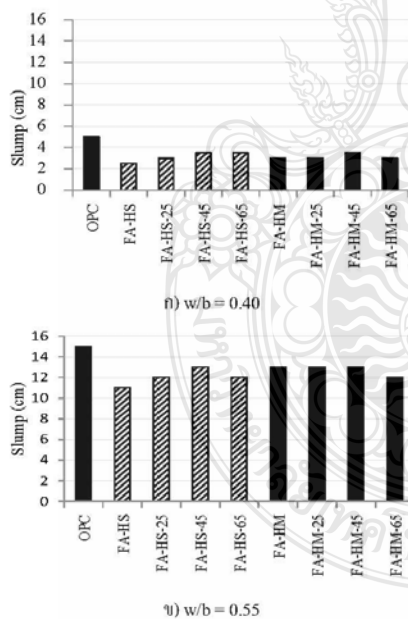 16
14
12
10
8
6
4
2
0
Slump (cm)
OPC
FA-HS
FA-HS-25
FA-HS-45
FA-HS-65
FA-HM
FA-HM-25
FA-HM-45
FA-HM-65
ก) w/b = 0.40
16
14
12
10
8
6
4
2
0
Slump (cm)
OPC
FA-HS
FA-HS-25
FA-HS-45
FA-HS-65
FA-HM
FA-HM-25
FA-HM-45
FA-HM-65
ข) w/b = 0.55